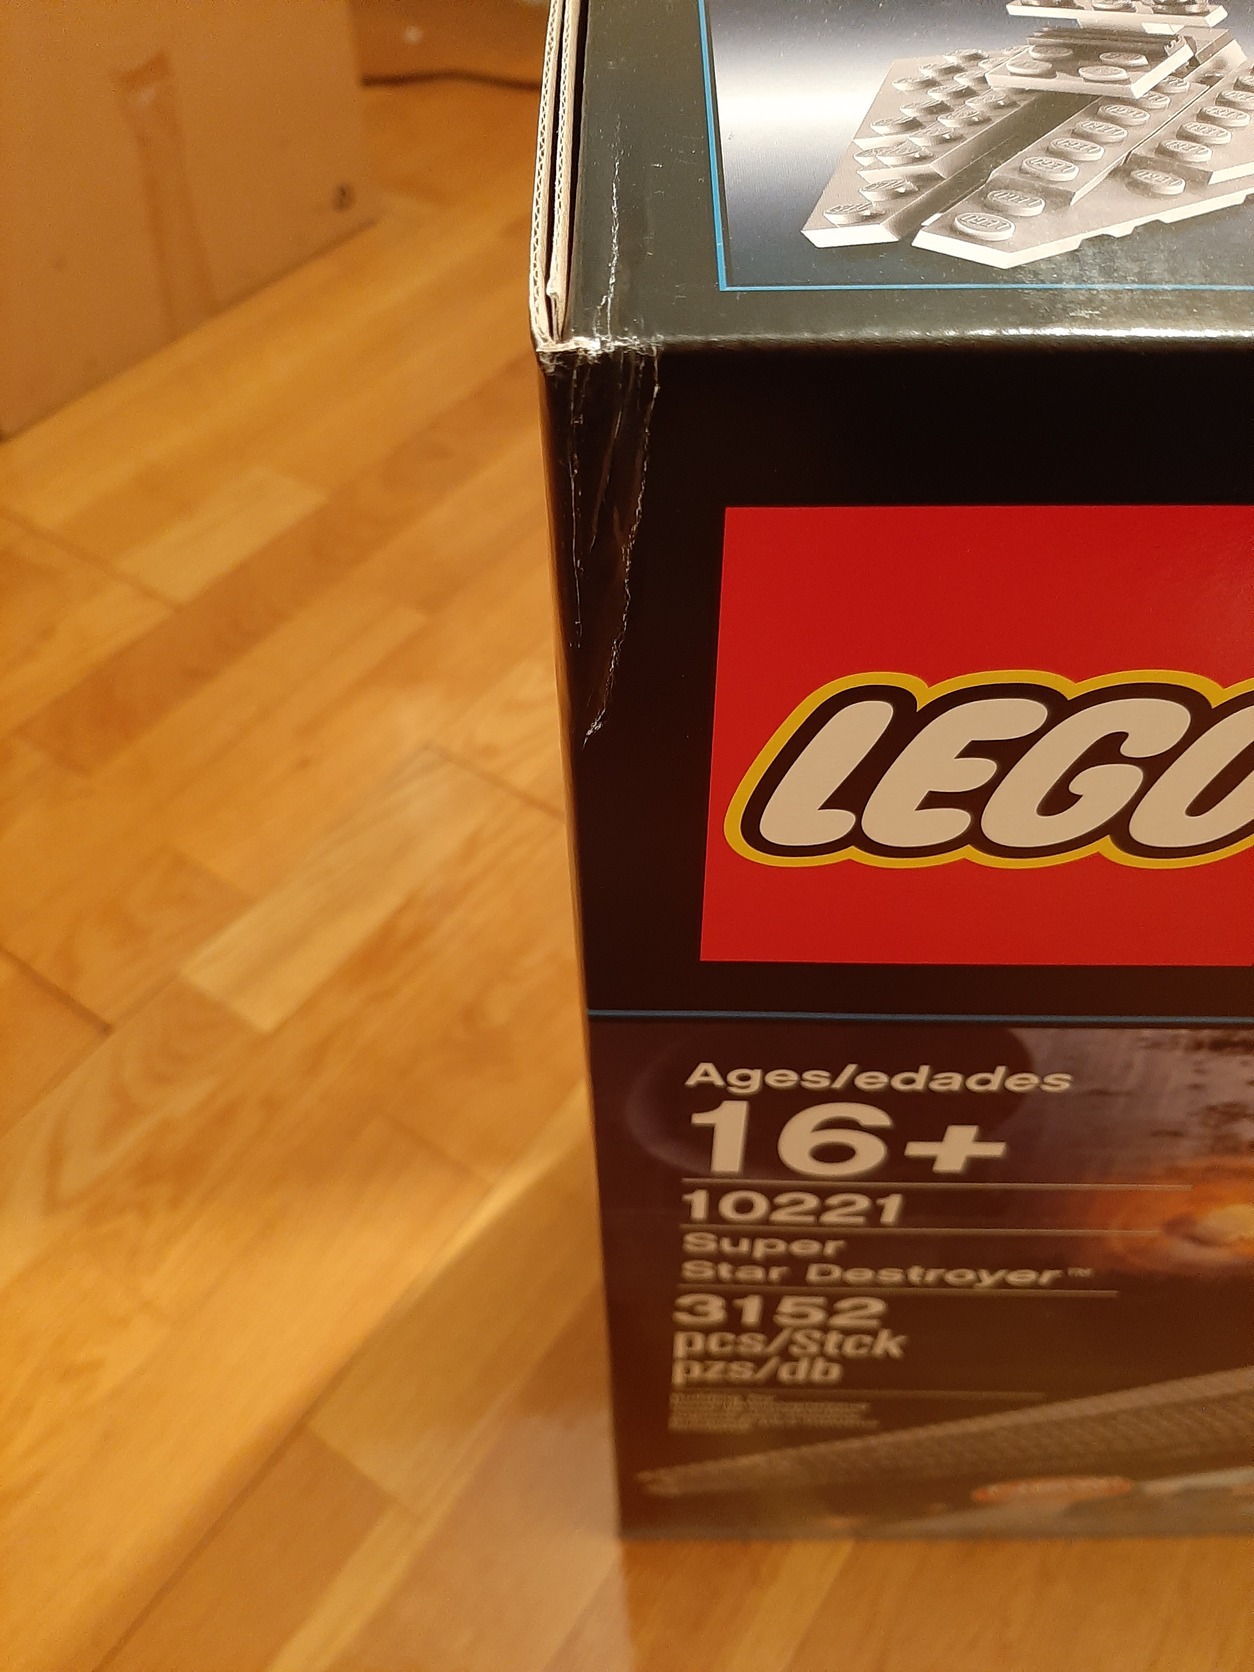 LEGO
Ages/edades
16+
10221
Super
Star Destroyer™
3152
pcs/Stck
pzs/db